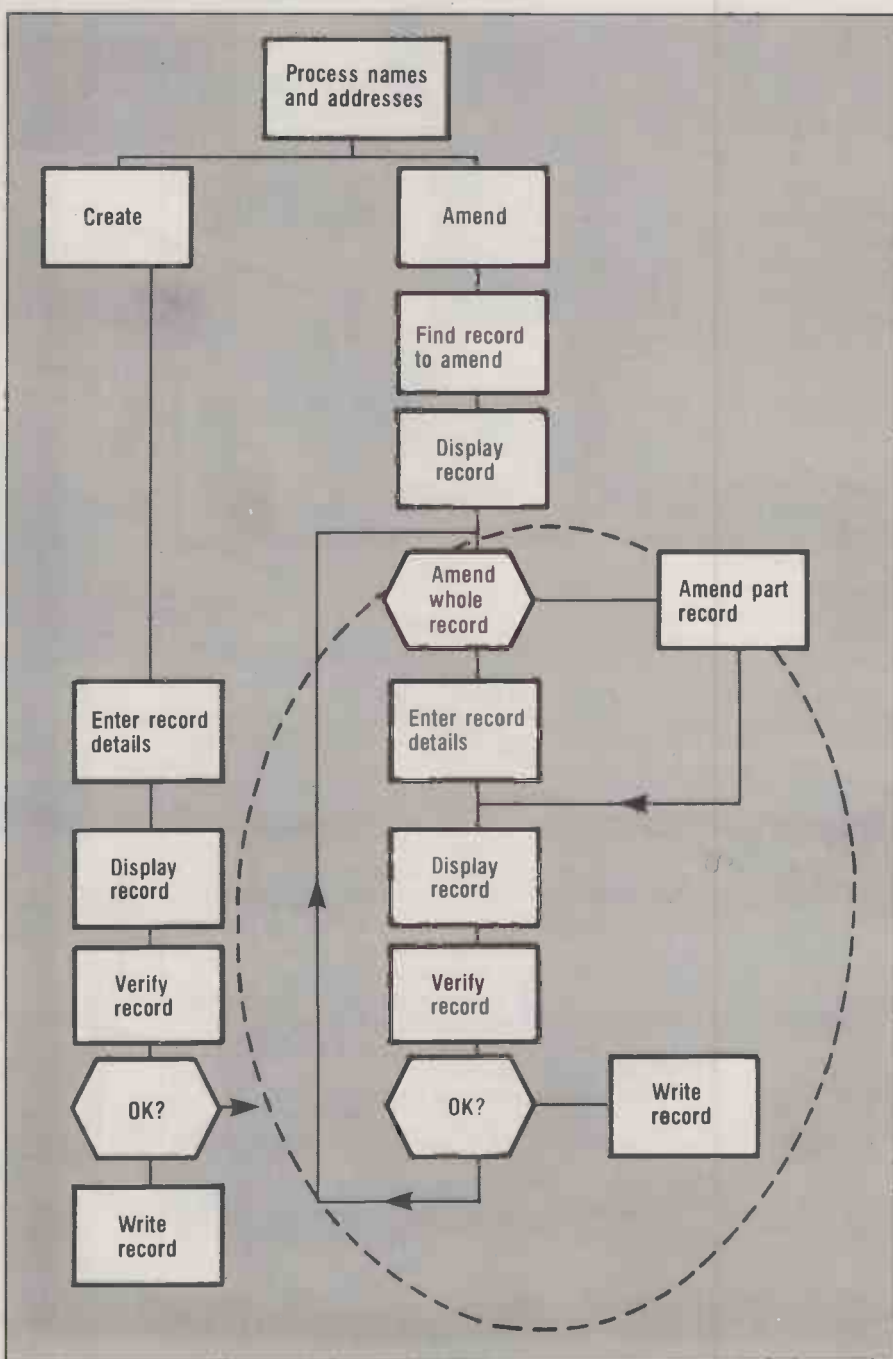 Process names
and addresses
Create
Amend
Find record
to amend
Display
record
Amend
whole
record
Amend part
record
Enter record
details
Enter record
details
Display
record
Display
record
Verify
record
Verify
record
OK?
OK?
Write
record
Write
record